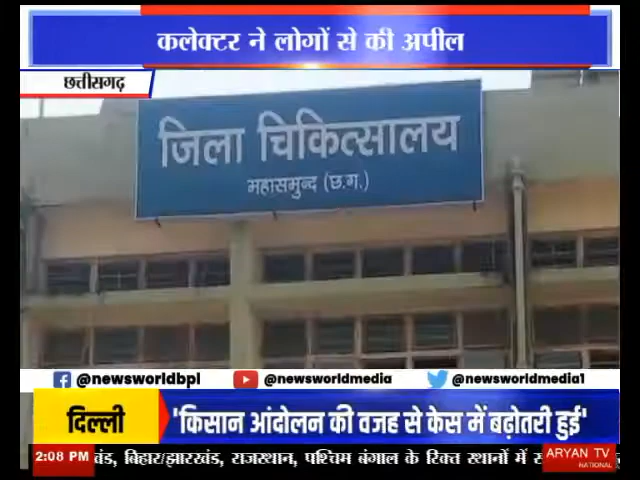 कलेक्टर ने लोगों से की अपील
छत्तीसगढ़
जिला चिकित्सालय
महासमुन्द (छ.ग.)
@newsworldbpl @newsworldmedia @newsworldmedia1
दिल्ली 'किसान आंदोलन की वजह से केस में बढ़ोतरी हुई'
2:08 PM बिहार/झारखंड, राजस्थान, पश्चिम बंगाल के रिक्त स्थानों में
ARYAN TV
NATIONAL